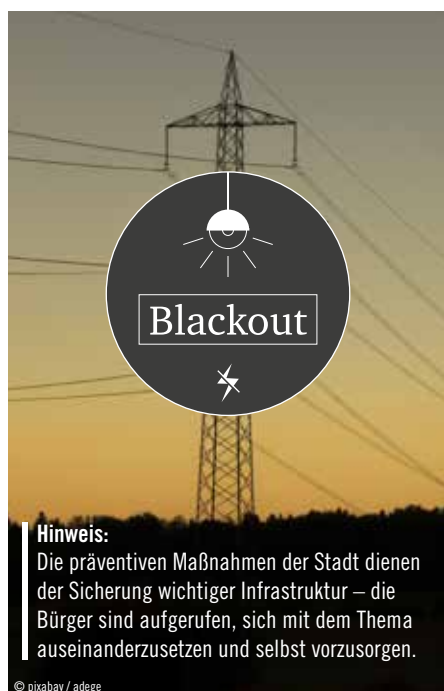 Blackout
Hinweis:
Die präventiven Maßnahmen der Stadt dienen
der Sicherung wichtiger Infrastruktur – die
Bürger sind aufgerufen, sich mit dem Thema
auseinanderzusetzen und selbst vorzusorgen.
© pixabay / adege